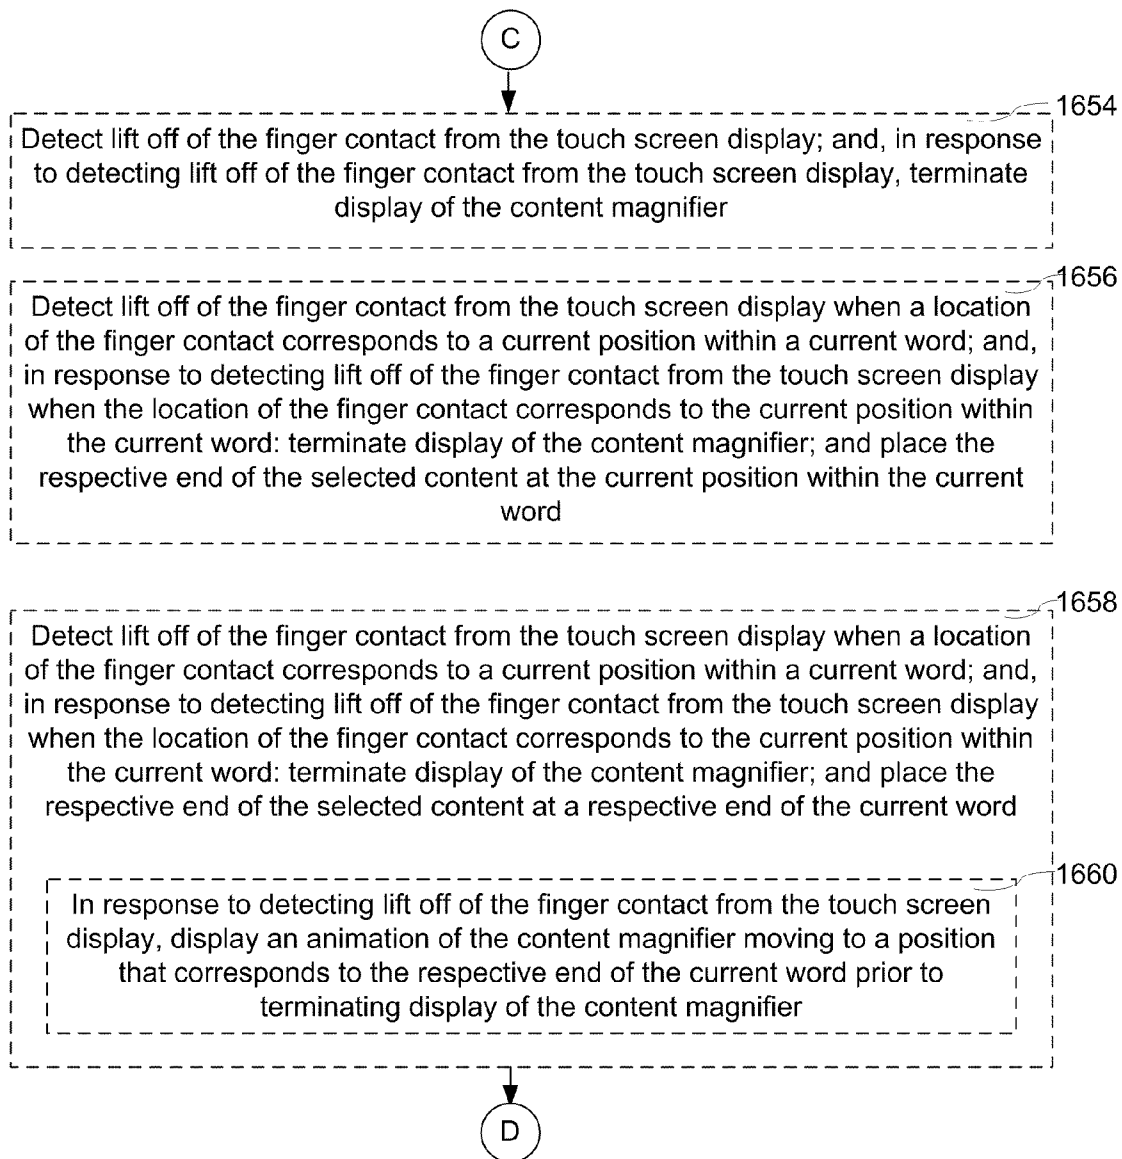 C
1654
Detect lift off of the finger contact from the touch screen display; and, in response
to detecting lift off of the finger contact from the touch screen display, terminate
display of the content magnifier
1656
Detect lift off of the finger contact from the touch screen display when a location
of the finger contact corresponds to a current position within a current word; and,
in response to detecting lift off of the finger contact from the touch screen display
when the location of the finger contact corresponds to the current position within
the current word: terminate display of the content magnifier; and place the
respective end of the selected content at the current position within the current
word
1658
Detect lift off of the finger contact from the touch screen display when a location
of the finger contact corresponds to a current position within a current word; and,
in response to detecting lift off of the finger contact from the touch screen display
when the location of the finger contact corresponds to the current position within
the current word: terminate display of the content magnifier; and place the
respective end of the selected content at a respective end of the current word
1660
In response to detecting lift off of the finger contact from the touch screen
display, display an animation of the content magnifier moving to a position
that corresponds to the respective end of the current word prior to
terminating display of the content magnifier
D